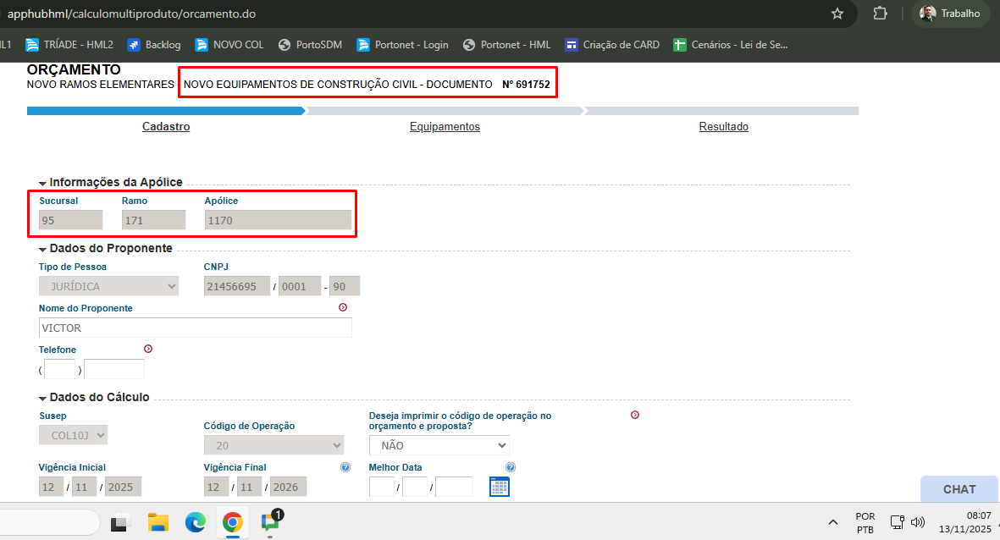 apphubhml/calculomultiproduto/orcamento.do
Trabalho
L1 TRÍADE - HML2 Backlog NOVO COL PortoSDM Portonet - Login Portonet - HML Criação de CARD Cenários - Lei de Se...
ORÇAMENTO
NOVO RAMOS ELEMENTARES NOVO EQUIPAMENTOS DE CONSTRUÇÃO CIVIL - DOCUMENTO Nº 691752
Cadastro Equipamentos Resultado
Informações da Apólice
Sucursal Ramo Apólice
95 171 1170
Dados do Proponente
Tipo de Pessoa CNPJ
JURÍDICA 21456695 / 0001 - 90
Nome do Proponente
VICTOR
Telefone
( )
Dados do Cálculo
Susep Código de Operação Deseja imprimir o código de operação no
orçamento e proposta?
COL10J 20 NÃO
Vigência Inicial Vigência Final Melhor Data
12 / 11 / 2025 12 / 11 / 2026 / /
CHAT
1
POR
PTB
08:07
13/11/2025